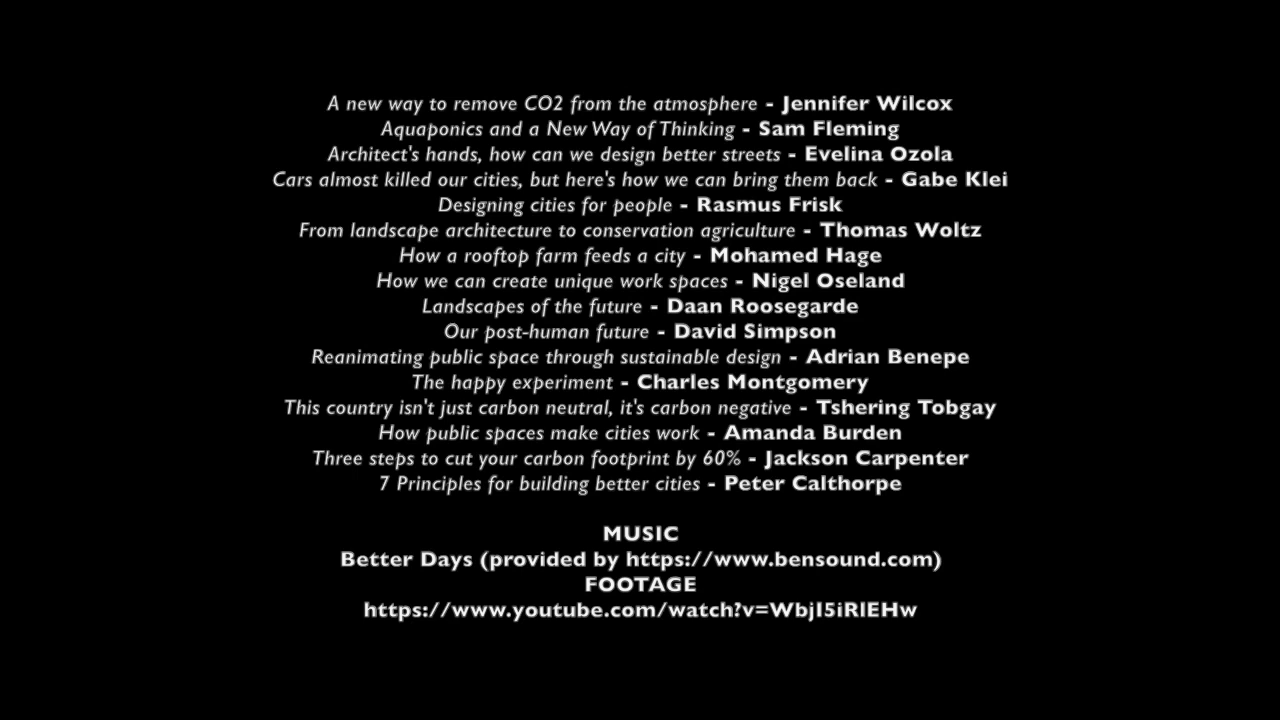 A new way to remove CO2 from the atmosphere - Jennifer Wilcox
Aquaponics and a New Way of Thinking - Sam Fleming
Architect's hands, how can we design better streets - Evelina Ozola
Cars almost killed our cities, but here's how we can bring them back - Gabe Klei
Designing cities for people - Rasmus Frisk
From landscape architecture to conservation agriculture - Thomas Woltz
How a rooftop farm feeds a city - Mohamed Hage
How we can create unique work spaces - Nigel Oseland
Landscapes of the future - Daan Roosegarde
Our post-human future - David Simpson
Reanimating public space through sustainable design - Adrian Benepe
The happy experiment - Charles Montgomery
This country isn't just carbon neutral, it's carbon negative - Tshering Tobgay
How public spaces make cities work - Amanda Burden
Three steps to cut your carbon footprint by 60% - Jackson Carpenter
7 Principles for building better cities - Peter Calthorpe
MUSIC
Better Days (provided by https://www.bensound.com)
FOOTAGE
https://www.youtube.com/watch?v=WbjI5iRlEHw